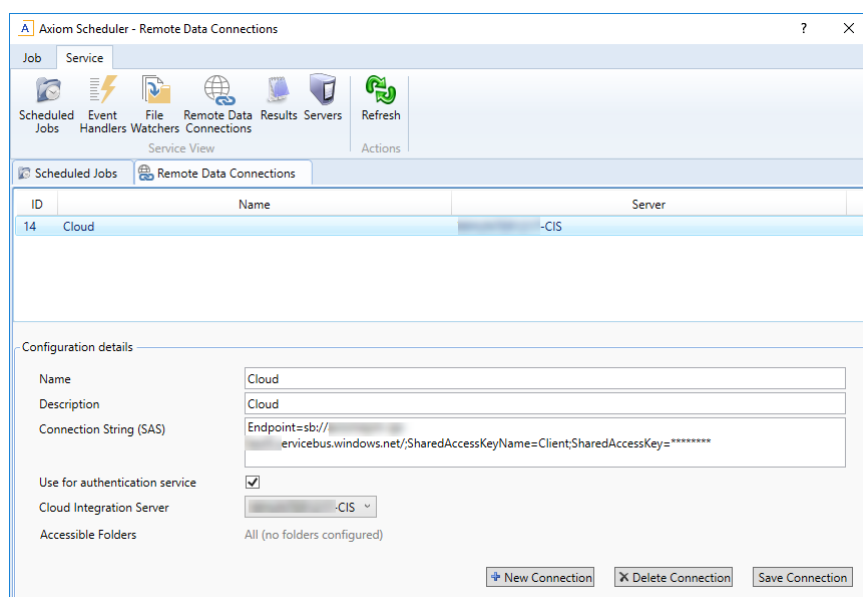 A Axiom Scheduler - Remote Data Connections ? X
Job Service
Scheduled Jobs Event Handlers File Watchers Remote Data Connections Results Servers Refresh
Service View Actions
Scheduled Jobs Remote Data Connections
ID Name Server
14 Cloud -CIS
Configuration details
Name Cloud
Description Cloud
Connection String (SAS) Endpoint=sb://
ervicebus.windows.net/;SharedAccessKeyName=Client;SharedAccessKey=********
Use for authentication service
Cloud Integration Server -CIS
Accessible Folders All (no folders configured)
New Connection Delete Connection Save Connection